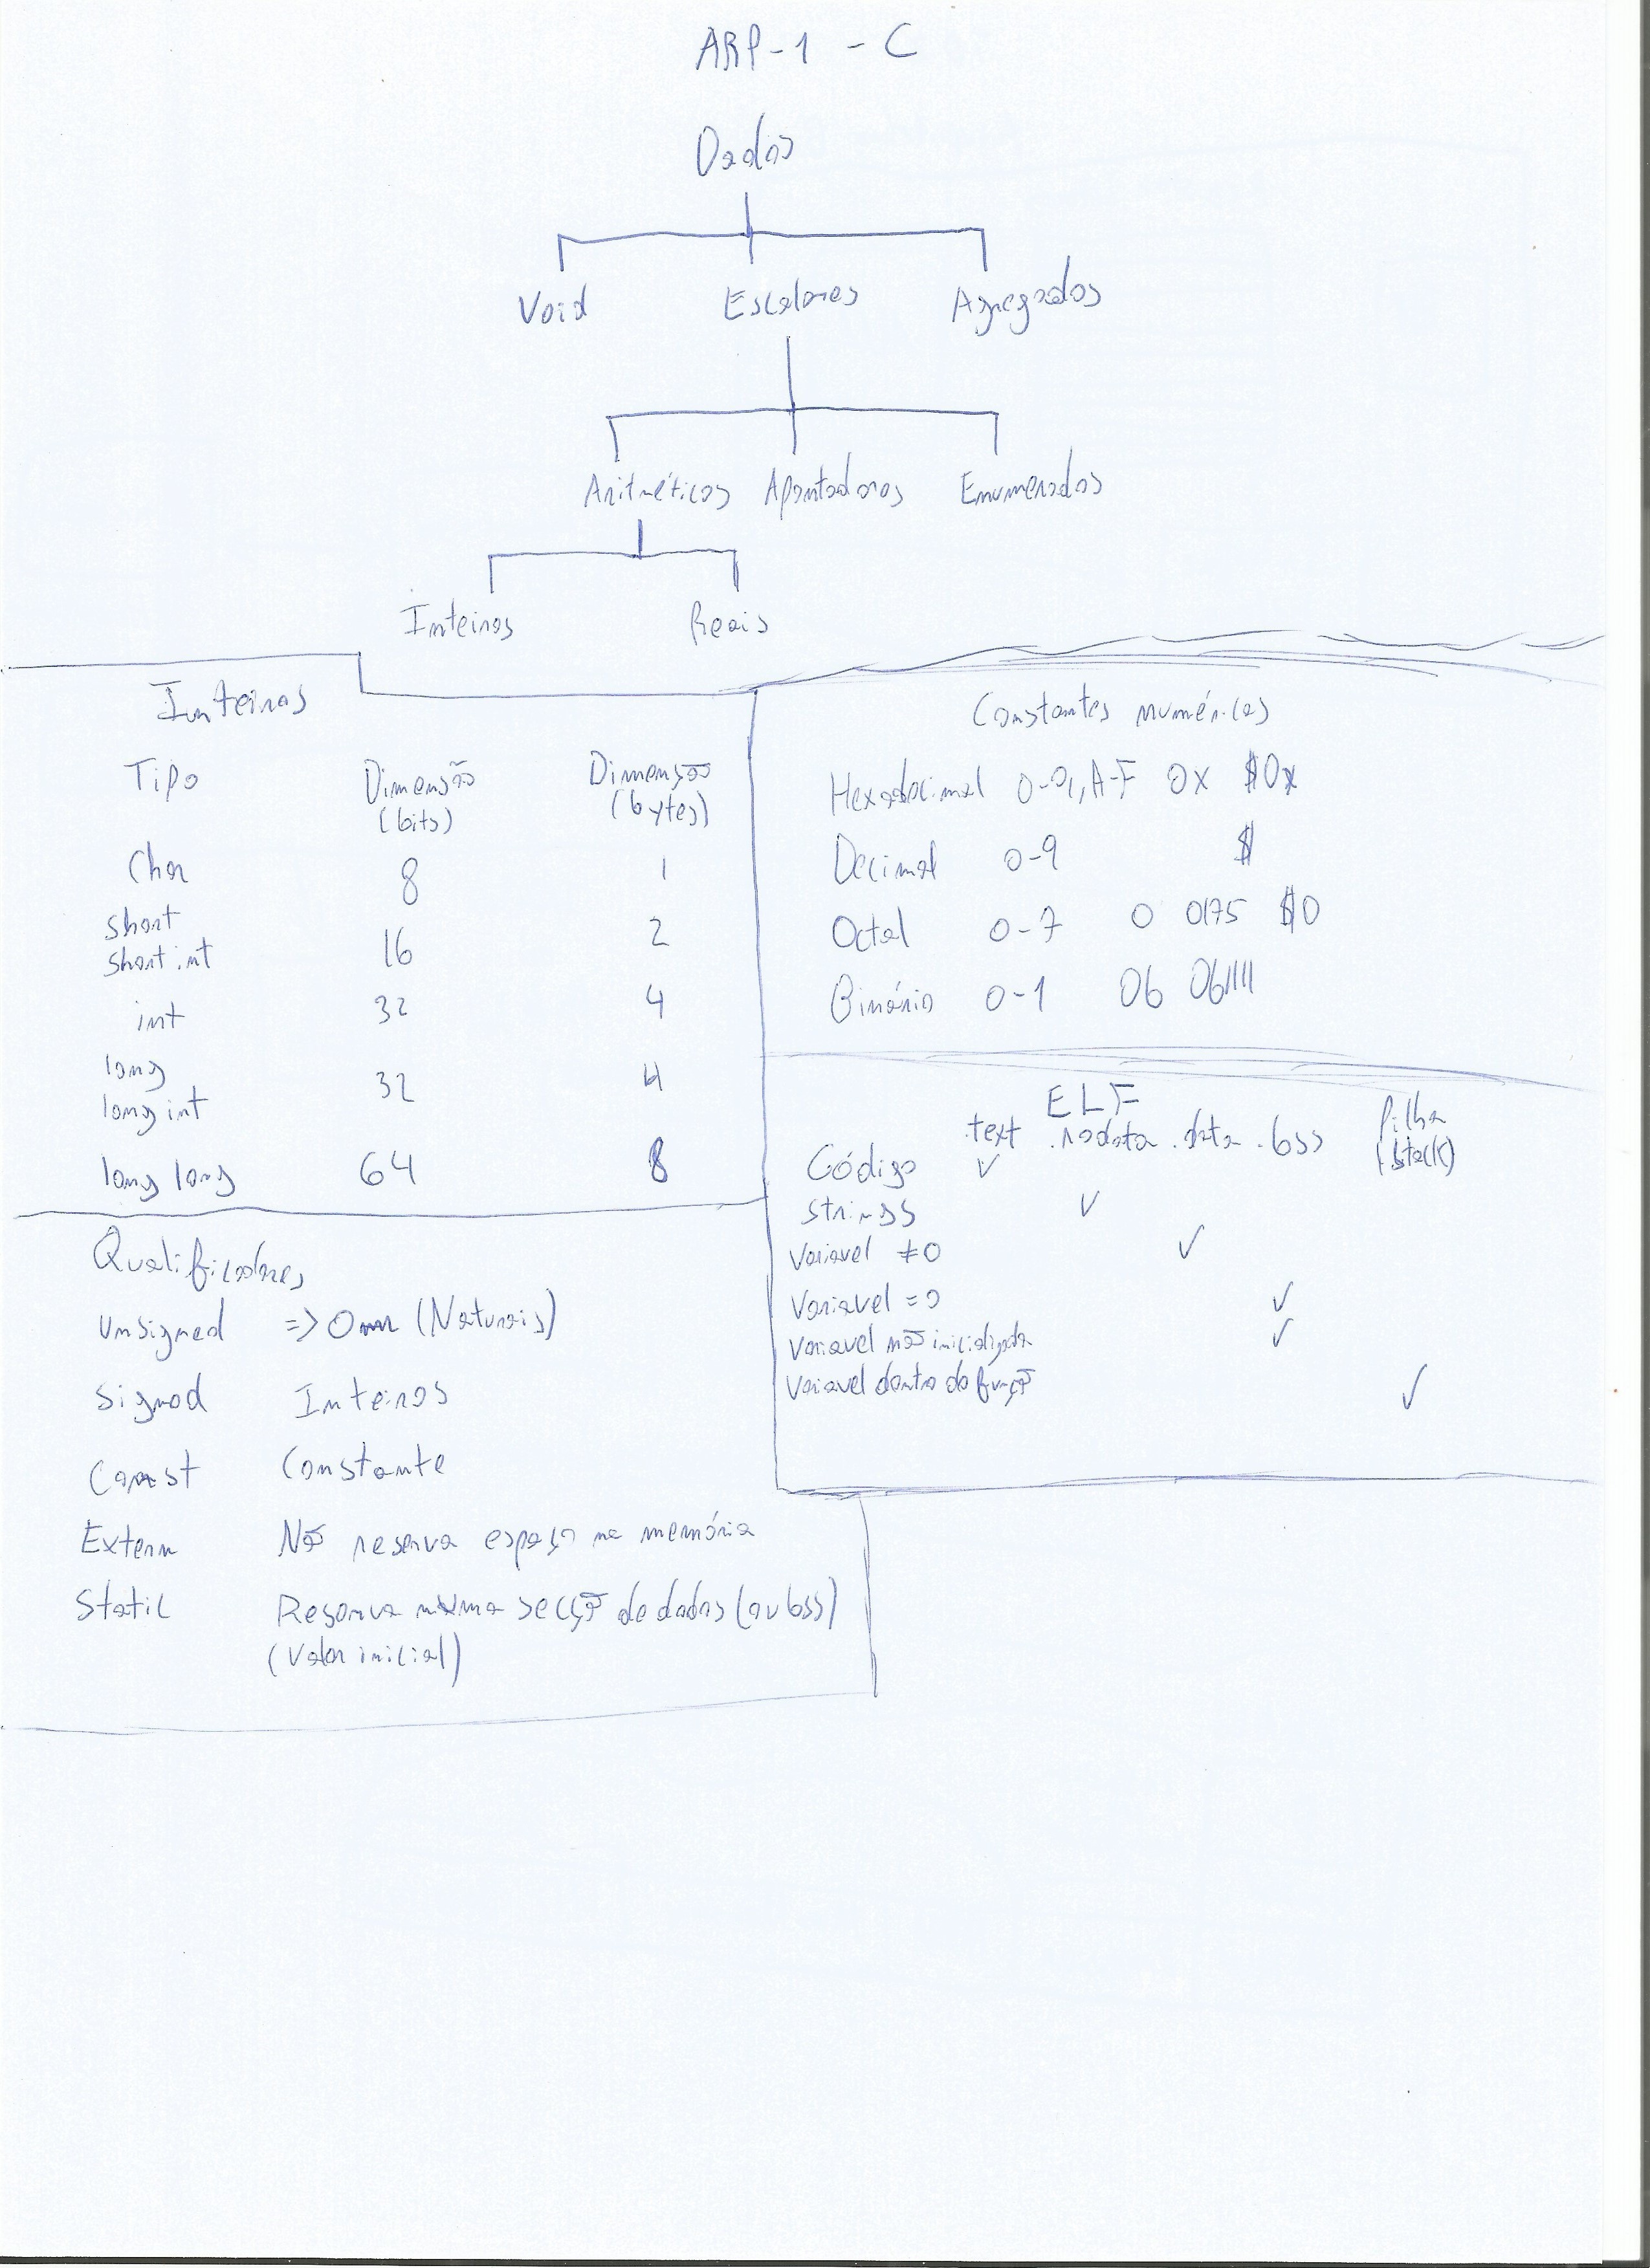 ARP-1 - C
Dados
Void Escalares Agregados
Aritméticos Apontadores Enumerados
Inteiros Reais
Inteiros
Tipo Dimensão (bits) Dimensão (bytes)
Char 8 1
short
short int 16 2
int 32 4
long
long int 32 4
long long 64 8
Qualificadores
Unsigned => (Naturais)
Signed Inteiros
Const Constante
Extern Não reserva espaço na memória
Static Reserva numa secção de dados (ou bss)
(Valor inicial)
Constantes numéricas
Hexadecimal 0-9, A-F 0x $0x
Decimal 0-9 $
Octal 0-7 0 0175 $0
Binário 0-1 0b 0b1111
ELF
.text .rodata .data .bss Pilha
(stack)
Código ✓
Strings ✓
Variavel ≠0 ✓
Variavel =0 ✓
Variavel não inicializada ✓
Variavel dentro da função ✓